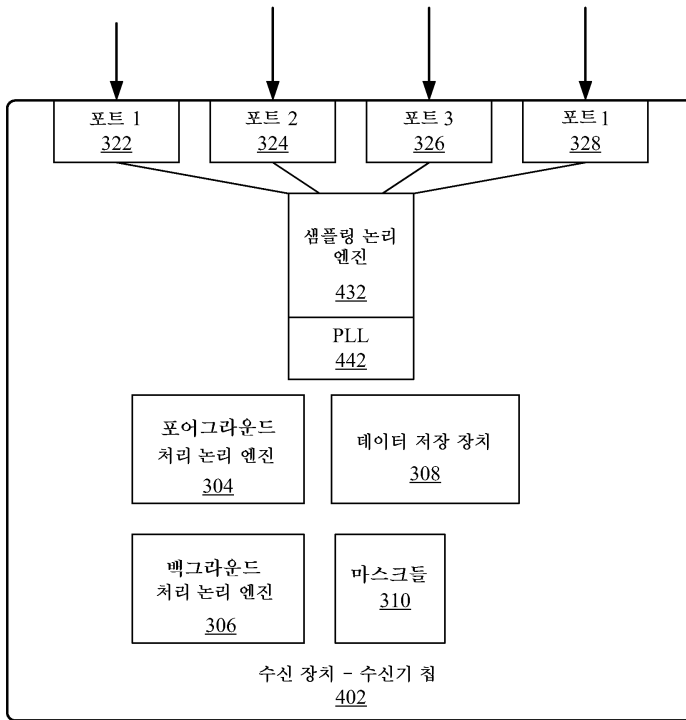 포트 1
322
포트 2
324
포트 3
326
포트 1
328
샘플링 논리
엔진
432
PLL
442
포어그라운드
처리 논리 엔진
304
데이터 저장 장치
308
백그라운드
처리 논리 엔진
306
마스크들
310
수신 장치 - 수신기 칩
402